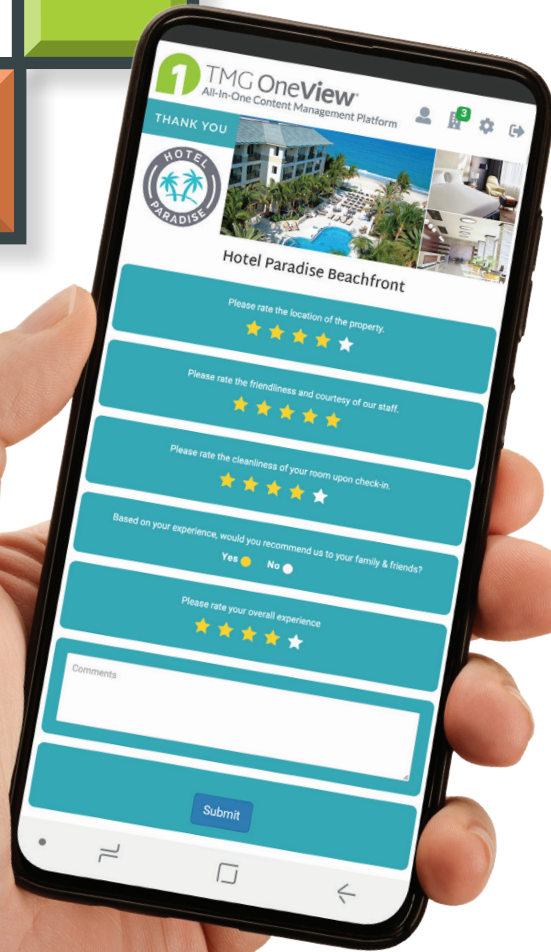 1 TMG OneView
All-In-One Content Management Platform
3
THANK YOU
HOTEL
PARADISE
Hotel Paradise Beachfront
Please rate the location of the property.
Please rate the friendliness and courtesy of our staff.
Please rate the cleanliness of your room upon check-in.
Based on your experience, would you recommend us to your family & friends?
Yes No
Please rate your overall experience
Comments
Submit